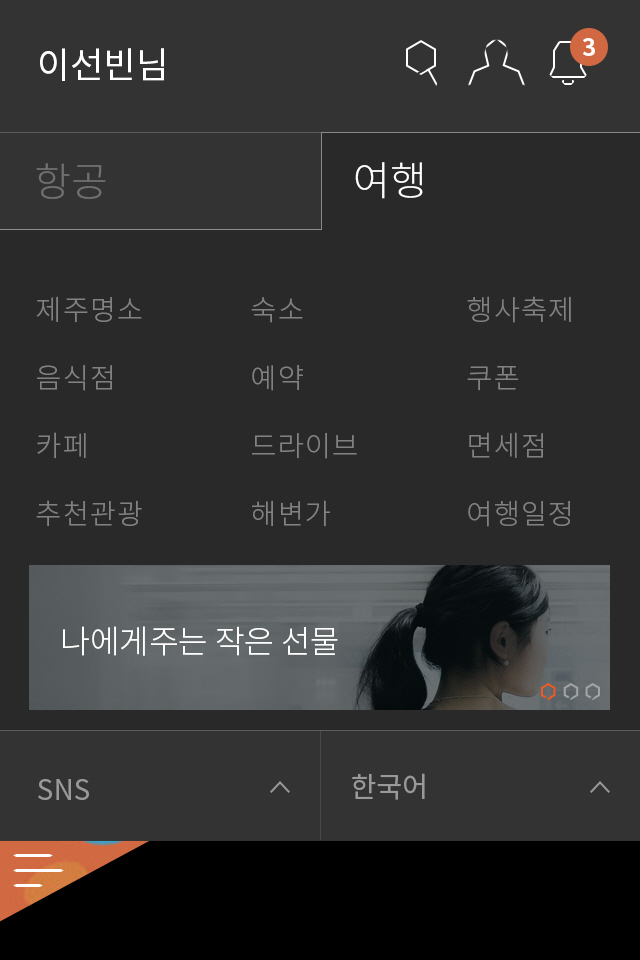 이선빈님
3
항공 여행
제주명소 숙소 행사축제
음식점 예약 쿠폰
카페 드라이브 면세점
추천관광 해변가 여행일정
나에게주는 작은 선물
SNS 한국어